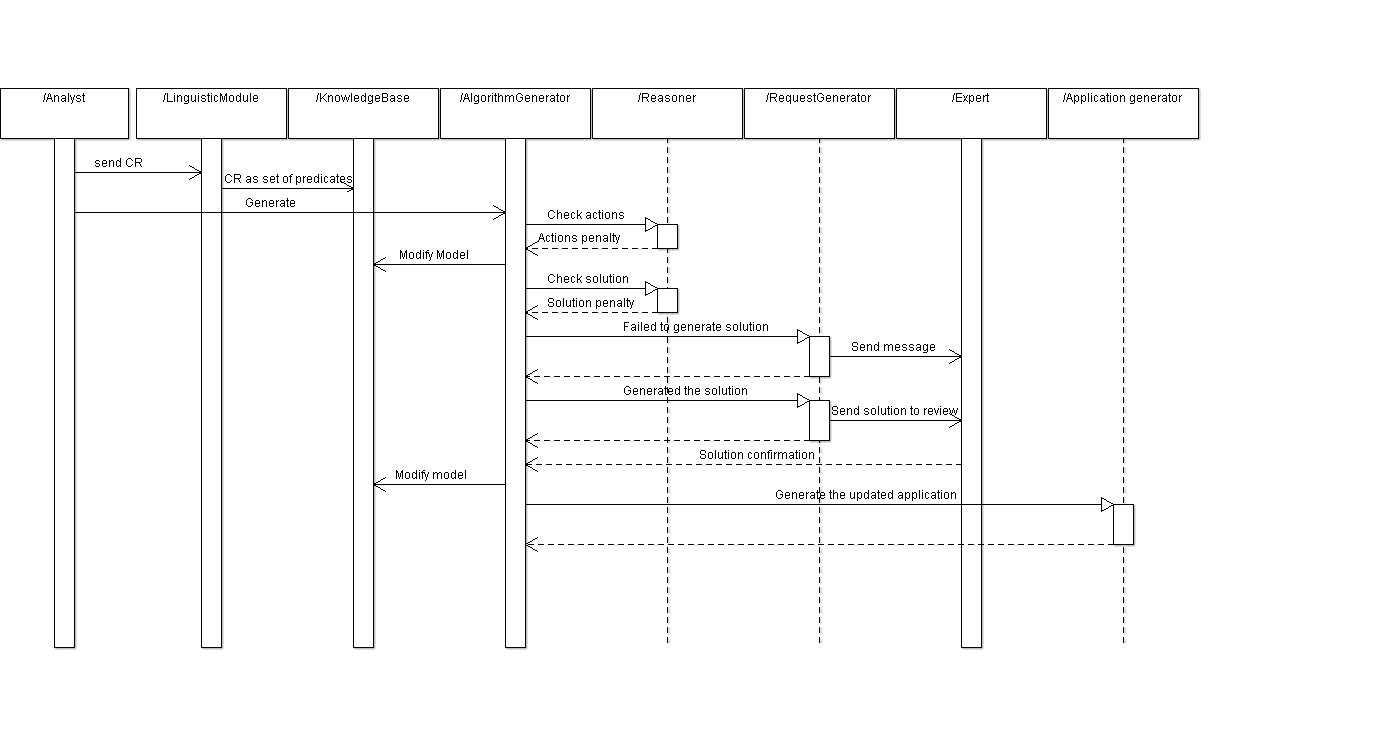 /Analyst
/LinguisticModule
/KnowledgeBase
/AlgorithmGenerator
/Reasoner
/RequestGenerator
/Expert
/Application generator
send CR
CR as set of predicates
Generate
Check actions
Actions penalty
Modify Model
Check solution
Solution penalty
Failed to generate solution
Send message
Generated the solution
Send solution to review
Solution confirmation
Modify model
Generate the updated application